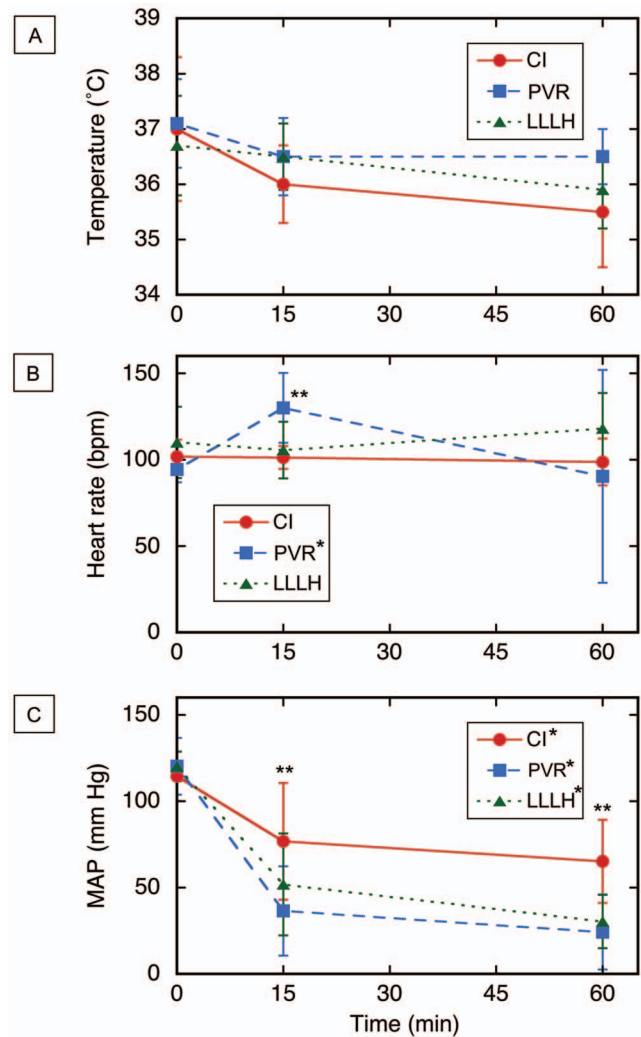 A
39
38
37
36
35
34
Temperature (˚C)
CI
PVR
LLLH
0
15
30
45
60
B
150
100
50
0
Heart rate (bpm)
**
CI
PVR*
LLLH
0
15
30
45
60
C
150
100
50
0
MAP (mm Hg)
**
**
CI*
PVR*
LLLH*
0
15
30
45
60
Time (min)